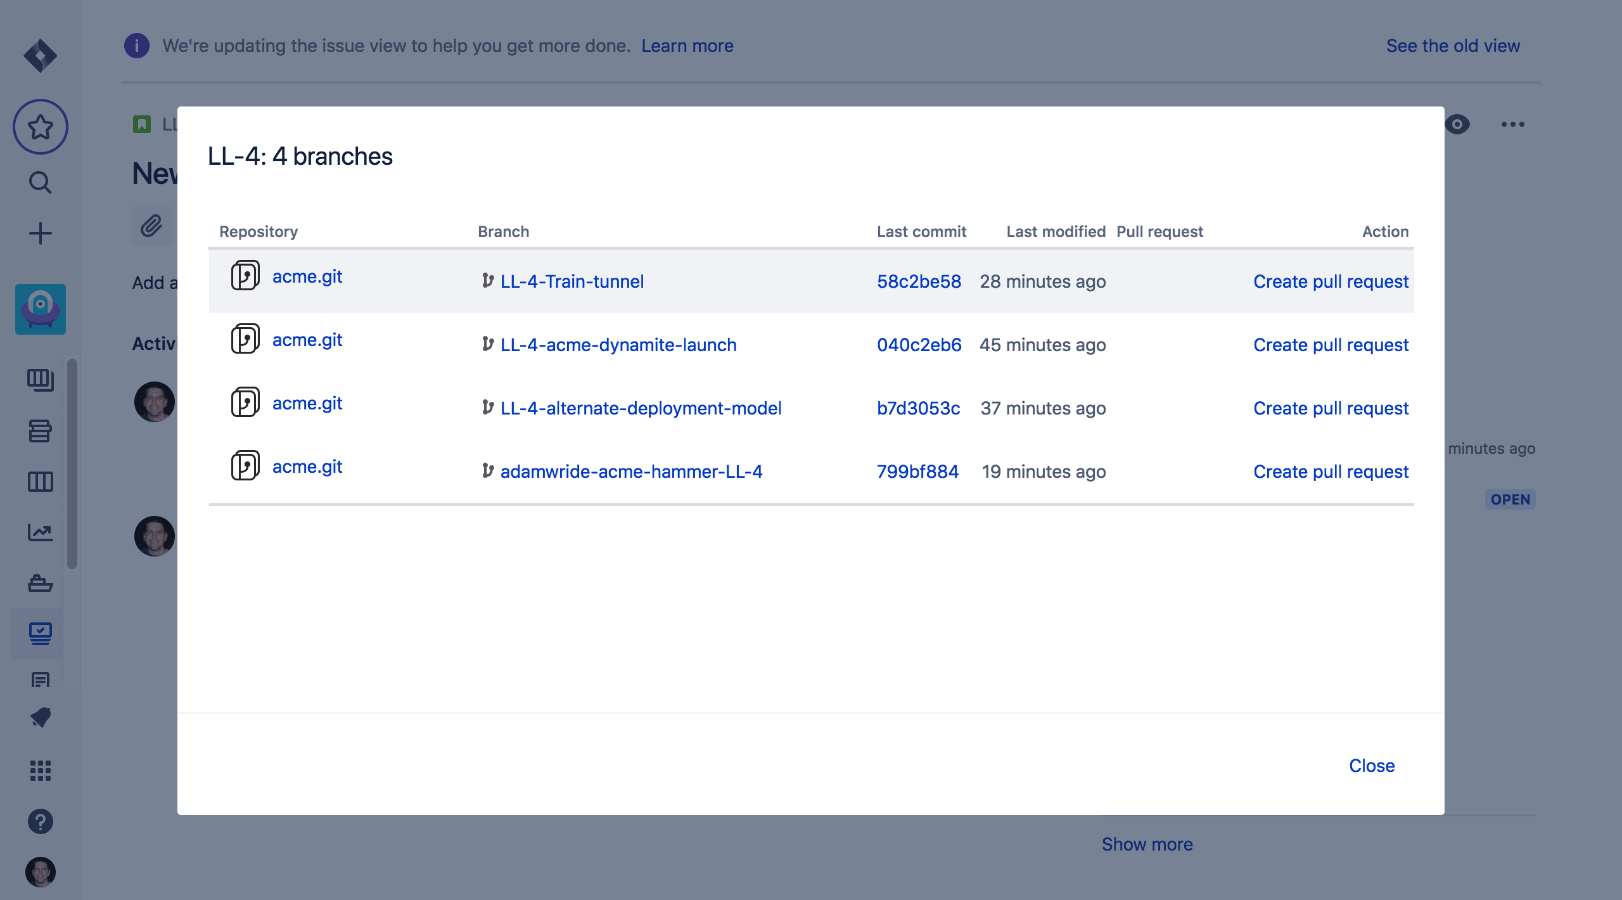 We're updating the issue view to help you get more done. Learn more
See the old view
LL
New
Add a
Activ
LL-4: 4 branches
Repository Branch Last commit Last modified Pull request Action
acme.git LL-4-Train-tunnel 58c2be58 28 minutes ago Create pull request
acme.git LL-4-acme-dynamite-launch 040c2eb6 45 minutes ago Create pull request
acme.git LL-4-alternate-deployment-model b7d3053c 37 minutes ago Create pull request
acme.git adamwride-acme-hammer-LL-4 799bf884 19 minutes ago Create pull request
minutes ago
OPEN
Close
Show more